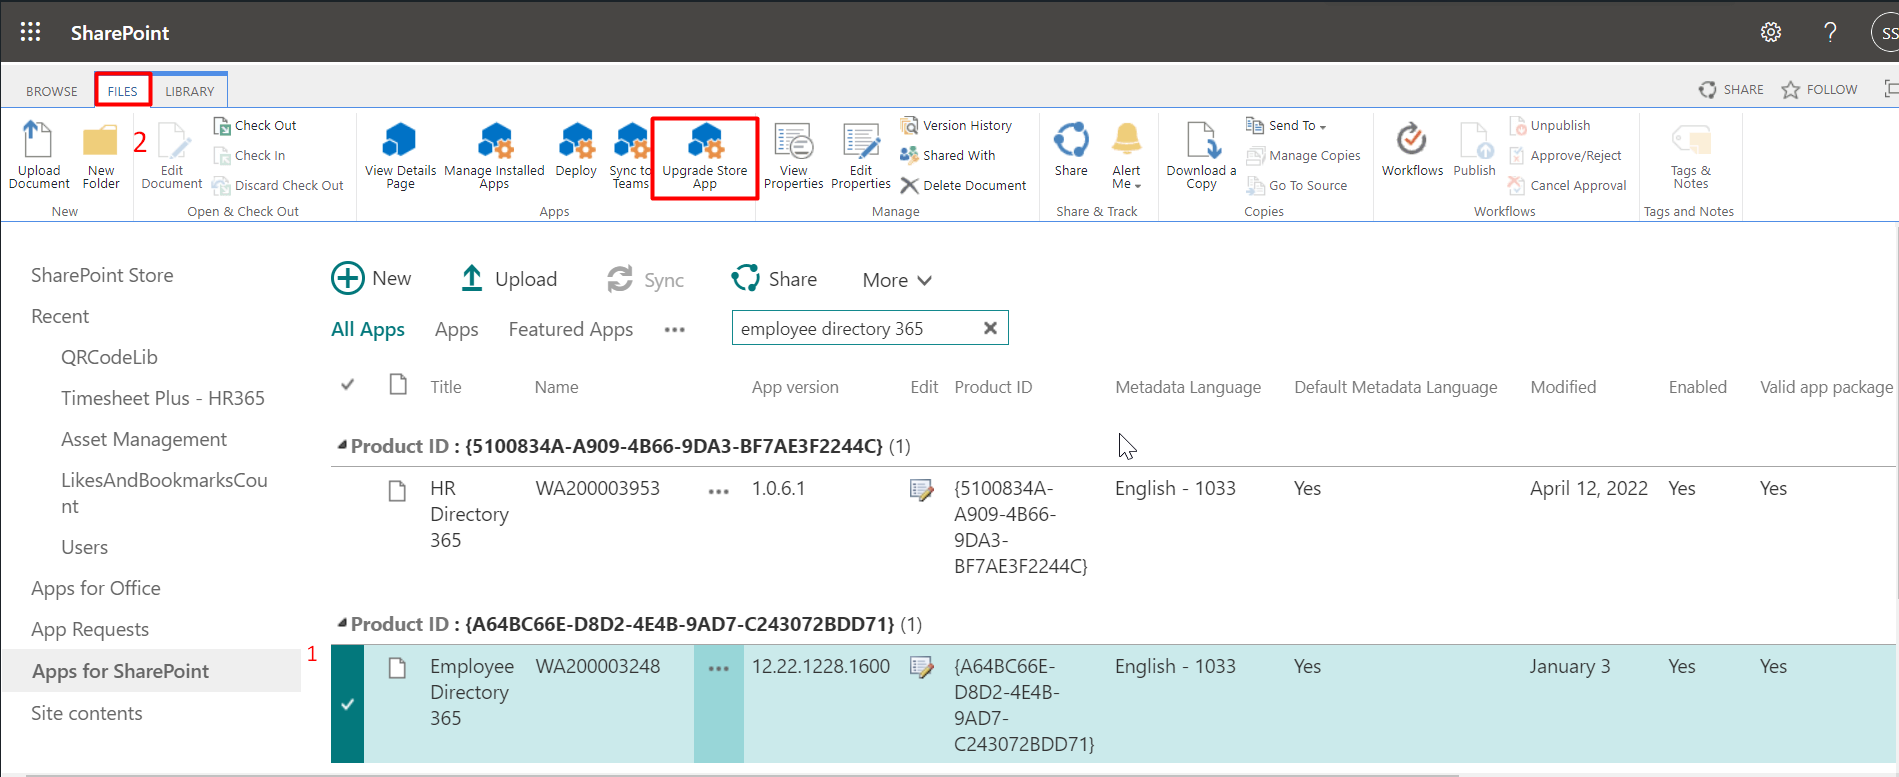 SharePoint
SS
BROWSE FILES LIBRARY
SHARE FOLLOW
2
Upload Document
New Folder
Edit Document
Check Out
Check In
Discard Check Out
View Details Page
Manage Installed Apps
Deploy
Sync to Teams
Upgrade Store App
View Properties
Edit Properties
Version History
Shared With
Delete Document
Share
Alert Me
Download a Copy
Send To
Manage Copies
Go To Source
Workflows
Publish
Unpublish
Approve/Reject
Cancel Approval
Tags & Notes
New
Open & Check Out
Apps
Manage
Share & Track
Copies
Workflows
Tags and Notes
SharePoint Store
Recent
QRCodeLib
Timesheet Plus - HR365
Asset Management
LikesAndBookmarksCou
nt
Users
Apps for Office
App Requests
Apps for SharePoint
Site contents
New Upload Sync Share More
All Apps Apps Featured Apps ••• employee directory 365
Title Name App version Edit Product ID Metadata Language Default Metadata Language Modified Enabled Valid app package
Product ID : {5100834A-A909-4B66-9DA3-BF7AE3F2244C} (1)
HR WA200003953 ••• 1.0.6.1 {5100834A- English - 1033 Yes April 12, 2022 Yes Yes
Directory A909-4B66-
365 9DA3-
BF7AE3F2244C}
Product ID : {A64BC66E-D8D2-4E4B-9AD7-C243072BDD71} (1)
1
Employee WA200003248 ••• 12.22.1228.1600 {A64BC66E- English - 1033 Yes January 3 Yes Yes
Directory D8D2-4E4B-
365 9AD7-
C243072BDD71}